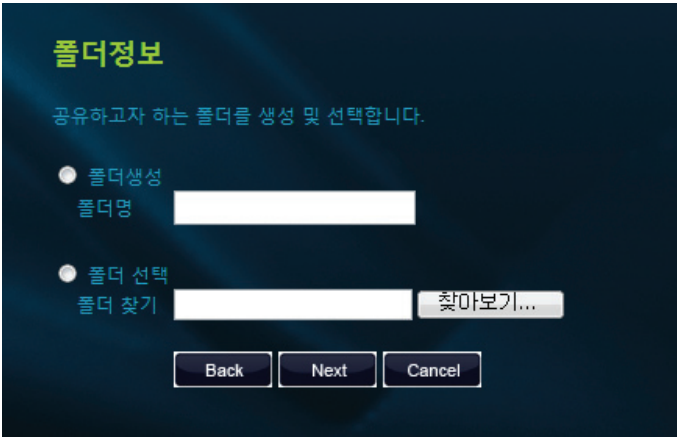 폴더정보
공유하고자 하는 폴더를 생성 및 선택합니다.
폴더생성
폴더명
폴더 선택
폴더 찾기
찾아보기...
Back Next Cancel